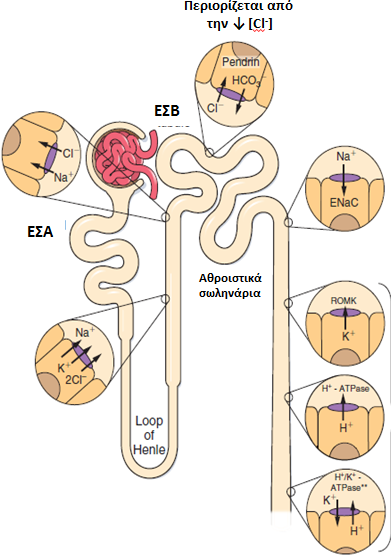 Περιορίζεται από
την ↓ [Cl-]
Pendrin
HCO3−
Cl−
ΕΣΒ
Cl−
Na+
Na+
ENaC
ΕΣΑ
Αθροιστικά
σωληνάρια
ROMK
K+
Na+
K+
2Cl−
H+ - ATPase
H+
Loop
of
Henle
H+/K+ -
ATPase**
K+
H+